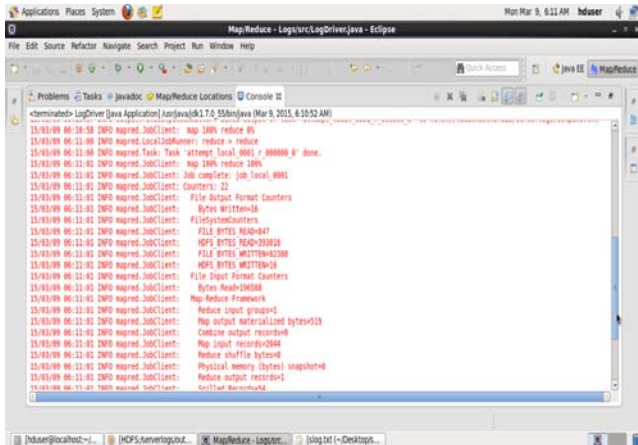 Applications Places System Mon Mar 9, 6:11 AM hduser
Map/Reduce - Logs/src/LogDriver.java - Eclipse
File Edit Source Refactor Navigate Search Project Run Window Help
Quick Access Java EE Map/Reduce
Problems Tasks Javadoc Map/Reduce Locations Console
<terminated> LogDriver [Java Application] /usr/java/jdk1.7.0_55/bin/java (Mar 9, 2015, 6:10:52 AM)
15/03/09 06:10:58 INFO mapred.JobClient: map 100% reduce 0%
15/03/09 06:11:00 INFO mapred.LocalJobRunner: reduce > reduce
15/03/09 06:11:00 INFO mapred.Task: Task 'attempt_local_0001_r_000000_0' done.
15/03/09 06:11:01 INFO mapred.JobClient: map 100% reduce 100%
15/03/09 06:11:01 INFO mapred.JobClient: Job complete: job_local_0001
15/03/09 06:11:01 INFO mapred.JobClient: Counters: 22
15/03/09 06:11:01 INFO mapred.JobClient: File Output Format Counters
15/03/09 06:11:01 INFO mapred.JobClient: Bytes Written=16
15/03/09 06:11:01 INFO mapred.JobClient: FileSystemCounters
15/03/09 06:11:01 INFO mapred.JobClient: FILE_BYTES_READ=847
15/03/09 06:11:01 INFO mapred.JobClient: HDFS_BYTES_READ=393016
15/03/09 06:11:01 INFO mapred.JobClient: FILE_BYTES_WRITTEN=82388
15/03/09 06:11:01 INFO mapred.JobClient: HDFS_BYTES_WRITTEN=16
15/03/09 06:11:01 INFO mapred.JobClient: File Input Format Counters
15/03/09 06:11:01 INFO mapred.JobClient: Bytes Read=196508
15/03/09 06:11:01 INFO mapred.JobClient: Map-Reduce Framework
15/03/09 06:11:01 INFO mapred.JobClient: Reduce input groups=1
15/03/09 06:11:01 INFO mapred.JobClient: Map output materialized bytes=519
15/03/09 06:11:01 INFO mapred.JobClient: Combine output records=0
15/03/09 06:11:01 INFO mapred.JobClient: Map input records=2044
15/03/09 06:11:01 INFO mapred.JobClient: Reduce shuffle bytes=0
15/03/09 06:11:01 INFO mapred.JobClient: Physical memory (bytes) snapshot=0
15/03/09 06:11:01 INFO mapred.JobClient: Reduce output records=1
15/03/09 06:11:01 INFO mapred.JobClient: Spilled Records=54
[hduser@localhost:~/... [HDFS:/serverlogs/out... Map/Reduce - Logs/src... [slog.txt (~/Desktop/s...